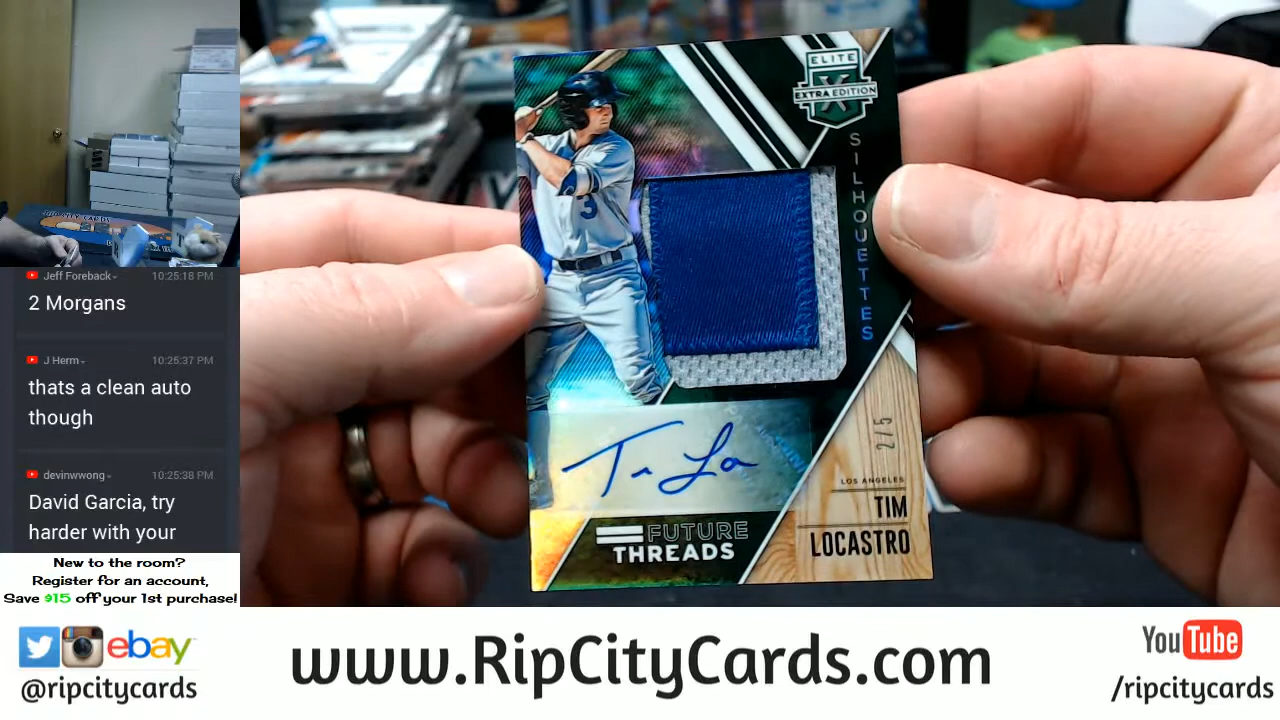 Jeff Foreback
10:25:18 PM
2 Morgans
J Herm
10:25:37 PM
thats a clean auto
though
devinwwong
10:25:38 PM
David Garcia, try
harder with your
New to the room?
Register for an account,
Save $15 off your 1st purchase!
ELITE
X
EXTRA EDITION
SILHOUETTES
3
2/5
LOS ANGELES
TIM
LOCASTRO
FUTURE
THREADS
ebay
@ripcitycards
www.RipCityCards.com
YouTube
/ripcitycards